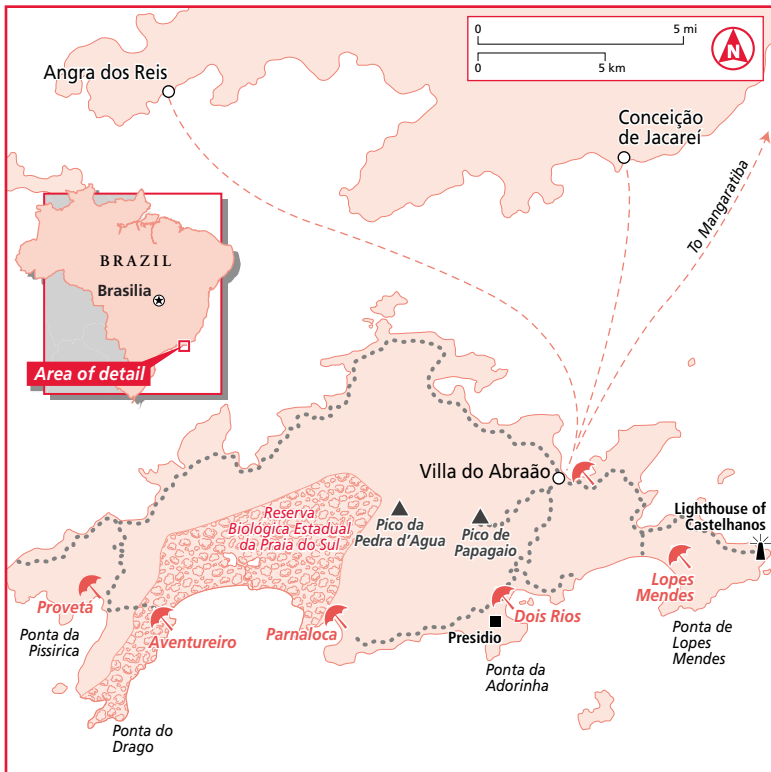 0 5 mi
0 5 km
N
Angra dos Reis
Conceição
de Jacareí
To Mangaratiba
BRAZIL
Brasilia
Area of detail
Villa do Abraão
Lighthouse of
Castelhanos
Reserva
Biológica Estadual
da Praia do Sul
Pico da
Pedra d'Agua
Pico de
Papagaio
Provetá
Lopes
Mendes
Ponta da
Pissirica
Aventureiro
Parnaloca
Dois Rios
Presidio
Ponta de
Lopes
Mendes
Ponta da
Adorinha
Ponta do
Drago